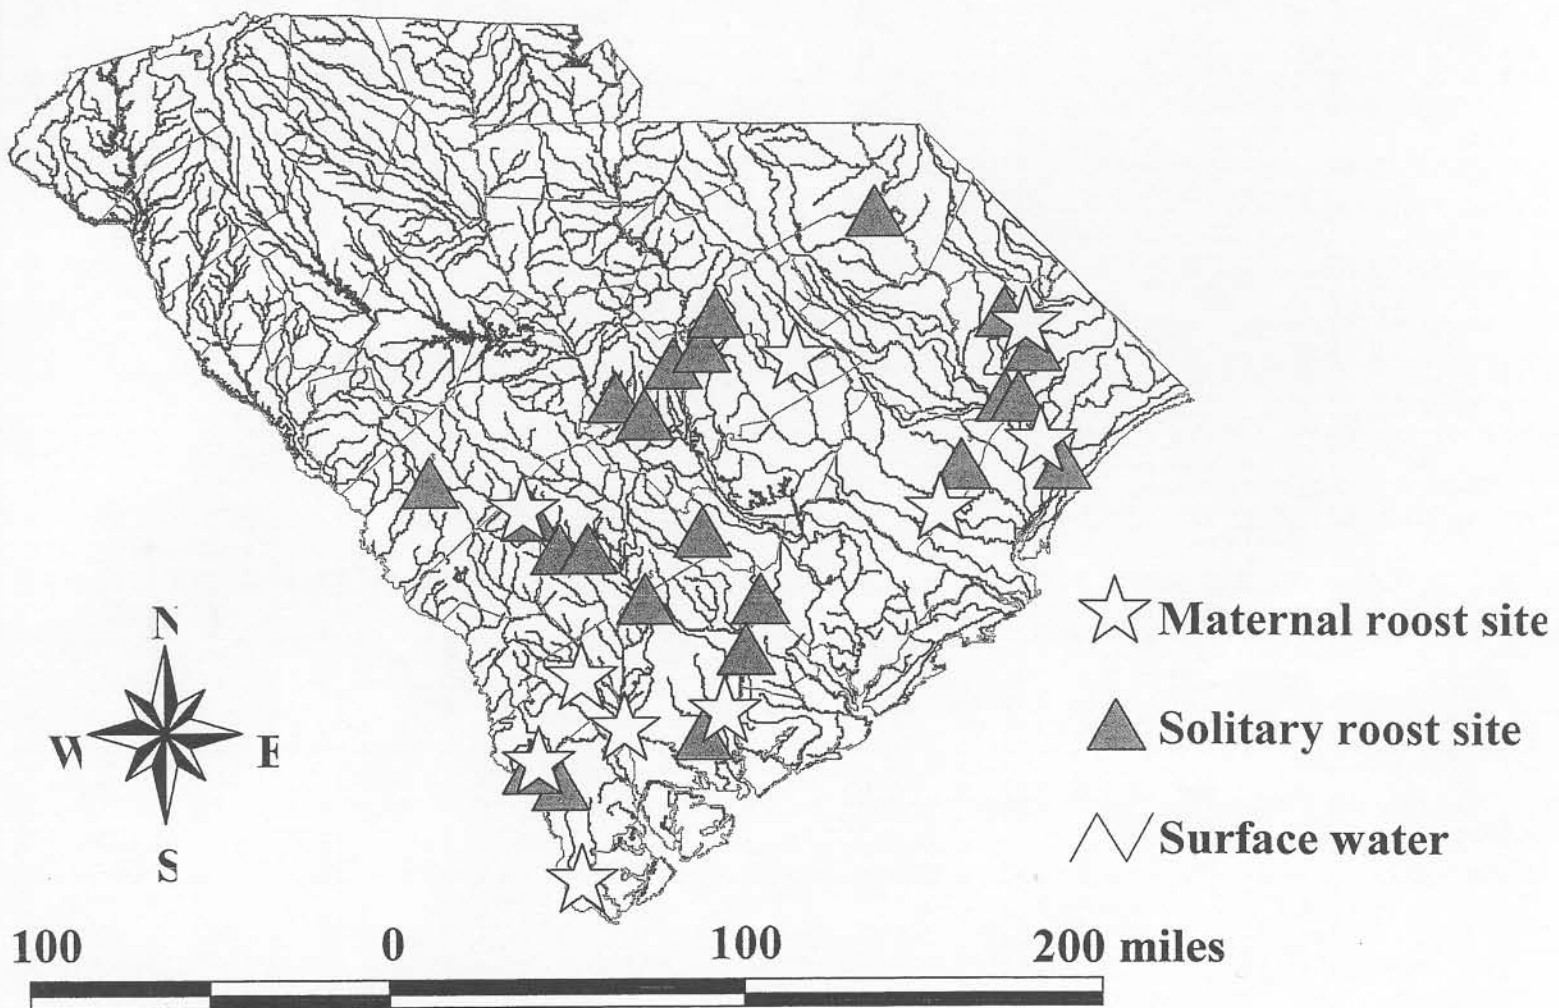 Maternal roost site
Solitary roost site
Surface water
N
W E
S
100 0 100 200 miles